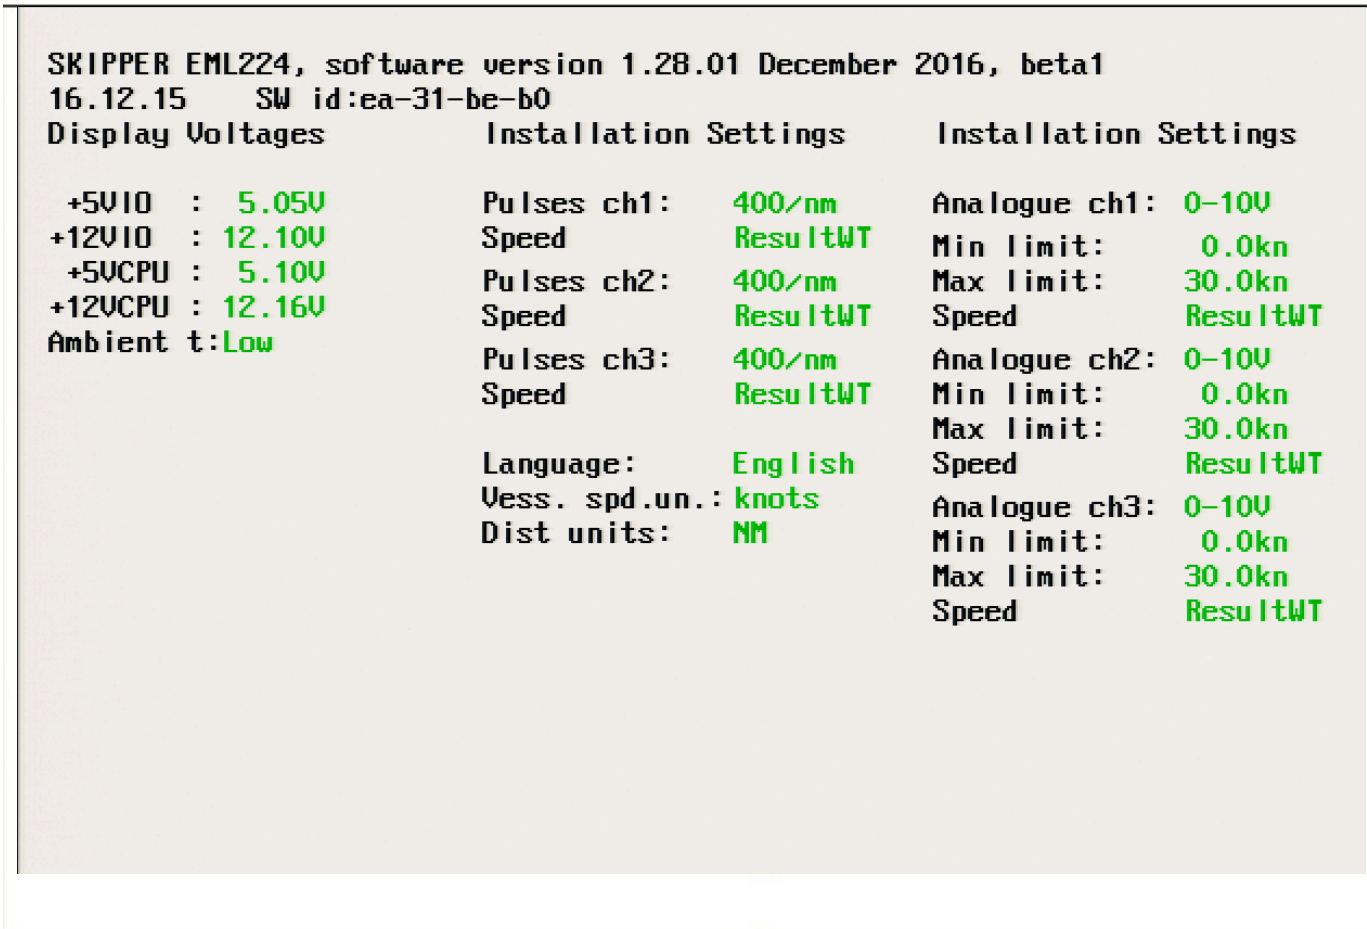 SKIPPER EML224, software version 1.28.01 December 2016, beta1
16.12.15 SW id:ea-31-be-b0
Display Voltages
+5VIO : 5.05V
+12VIO : 12.10V
+5VCPU : 5.10V
+12VCPU : 12.16V
Ambient t:Low
Installation Settings
Pulses ch1: 400/nm
Speed ResultWT
Pulses ch2: 400/nm
Speed ResultWT
Pulses ch3: 400/nm
Speed ResultWT
Language: English
Vess. spd.un.: knots
Dist units: NM
Installation Settings
Analogue ch1: 0-10V
Min limit: 0.0kn
Max limit: 30.0kn
Speed ResultWT
Analogue ch2: 0-10V
Min limit: 0.0kn
Max limit: 30.0kn
Speed ResultWT
Analogue ch3: 0-10V
Min limit: 0.0kn
Max limit: 30.0kn
Speed ResultWT